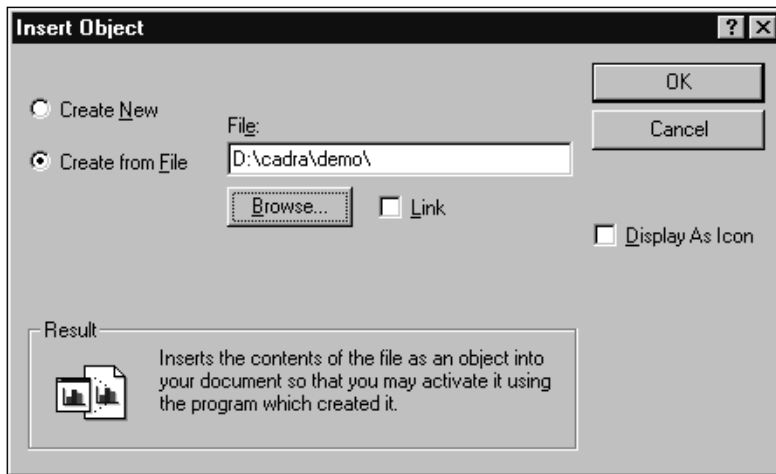 Insert Object
OK
Cancel
Create New
Create from File
File:
D:\cadra\demo\
Browse...
Link
Display As Icon
Result
Inserts the contents of the file as an object into
your document so that you may activate it using
the program which created it.